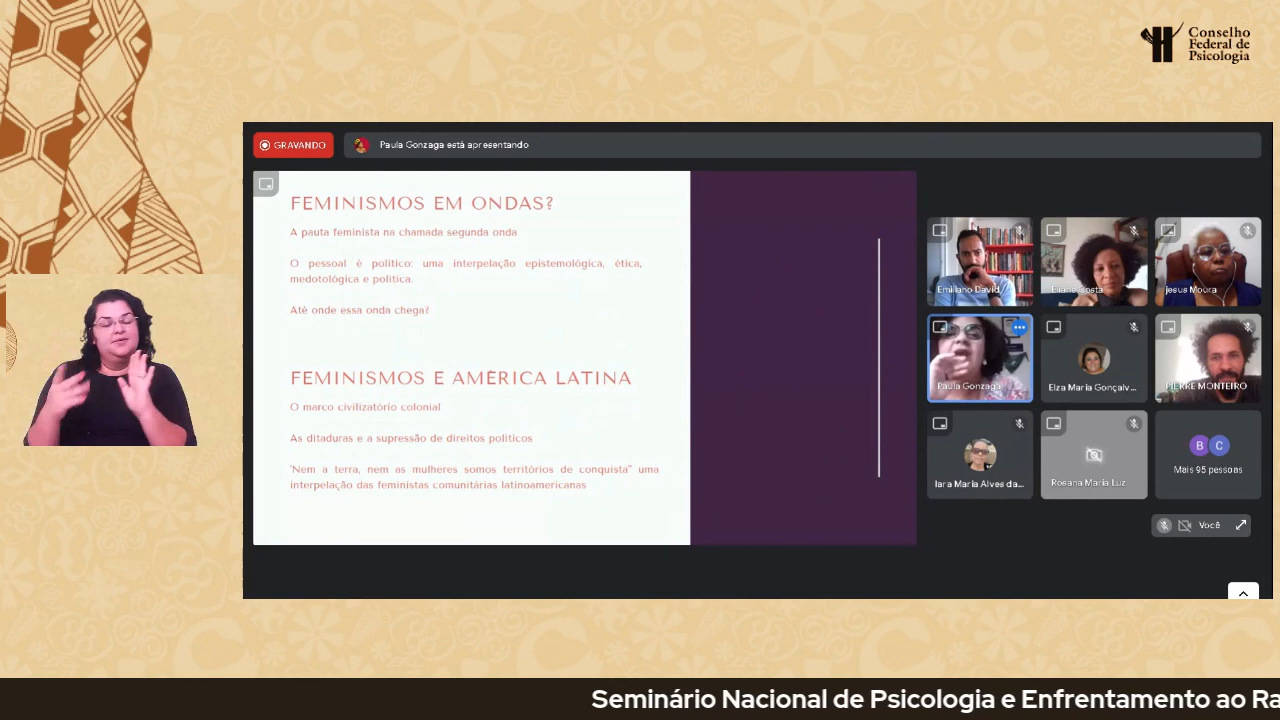 Conselho
Federal de
Psicologia
GRAVANDO
Paula Gonzaga está apresentando
FEMINISMOS EM ONDAS?
A pauta feminista na chamada segunda onda
O pessoal é político: uma interpelação epistemológica, ética,
medotológica e política.
Até onde essa onda chega?
FEMINISMOS E AMÉRICA LATINA
O marco civilizatório colonial
As ditaduras e a supressão de direitos políticos
'Nem a terra, nem as mulheres somos territórios de conquista" uma
interpelação das feministas comunitárias latinoamericanas
Emiliano David
Eliane Costa
Jesus Moura
Paula Gonzaga
Elza Maria Gonçalv...
PIERRE MONTEIRO
Iara Maria Alves da...
Rosana Maria Luz
B C
Mais 95 pessoas
Você
Seminário Nacional de Psicologia e Enfrentamento ao Ra